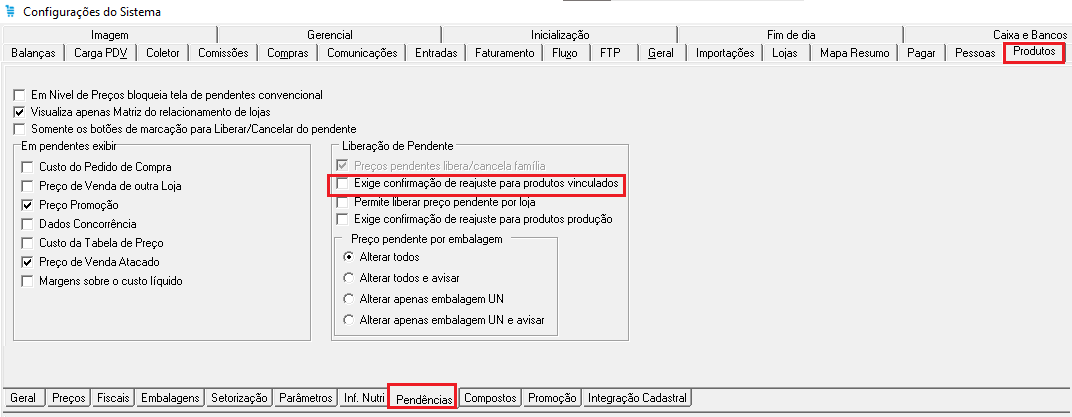 Configurações do Sistema
Imagem Gerencial Inicialização Fim de dia Caixa e Bancos
Balanças Carga PDV Coletor Comissões Compras Comunicações Entradas Faturamento Fluxo FTP Geral Importações Lojas Mapa Resumo Pagar Pessoas Produtos
Em Nivel de Preços bloqueia tela de pendentes convencional
Visualiza apenas Matriz do relacionamento de lojas
Somente os botões de marcação para Liberar/Cancelar do pendente
Em pendentes exibir
Custo do Pedido de Compra
Preço de Venda de outra Loja
Preço Promoção
Dados Concorrência
Custo da Tabela de Preço
Preço de Venda Atacado
Margens sobre o custo líquido
Liberação de Pendente
Preços pendentes libera/cancela família
Exige confirmação de reajuste para produtos vinculados
Permite liberar preço pendente por loja
Exige confirmação de reajuste para produtos produção
Preço pendente por embalagem
Alterar todos
Alterar todos e avisar
Alterar apenas embalagem UN
Alterar apenas embalagem UN e avisar
Geral Preços Fiscais Embalagens Setorização Parâmetros Inf. Nutri Pendências Compostos Promoção Integração Cadastral